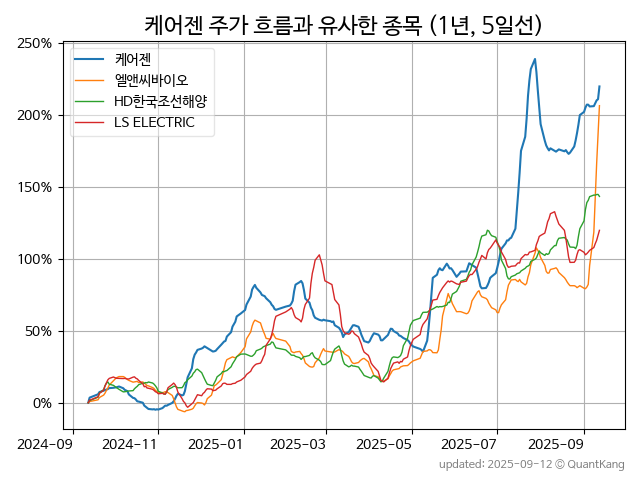 케어젠 주가 흐름과 유사한 종목 (1년, 5일선)
250%
200%
150%
100%
50%
0%
케어젠
엘앤씨바이오
HD한국조선해양
LS ELECTRIC
2024-09 2024-11 2025-01 2025-03 2025-05 2025-07 2025-09
updated: 2025-09-12 © QuantKang